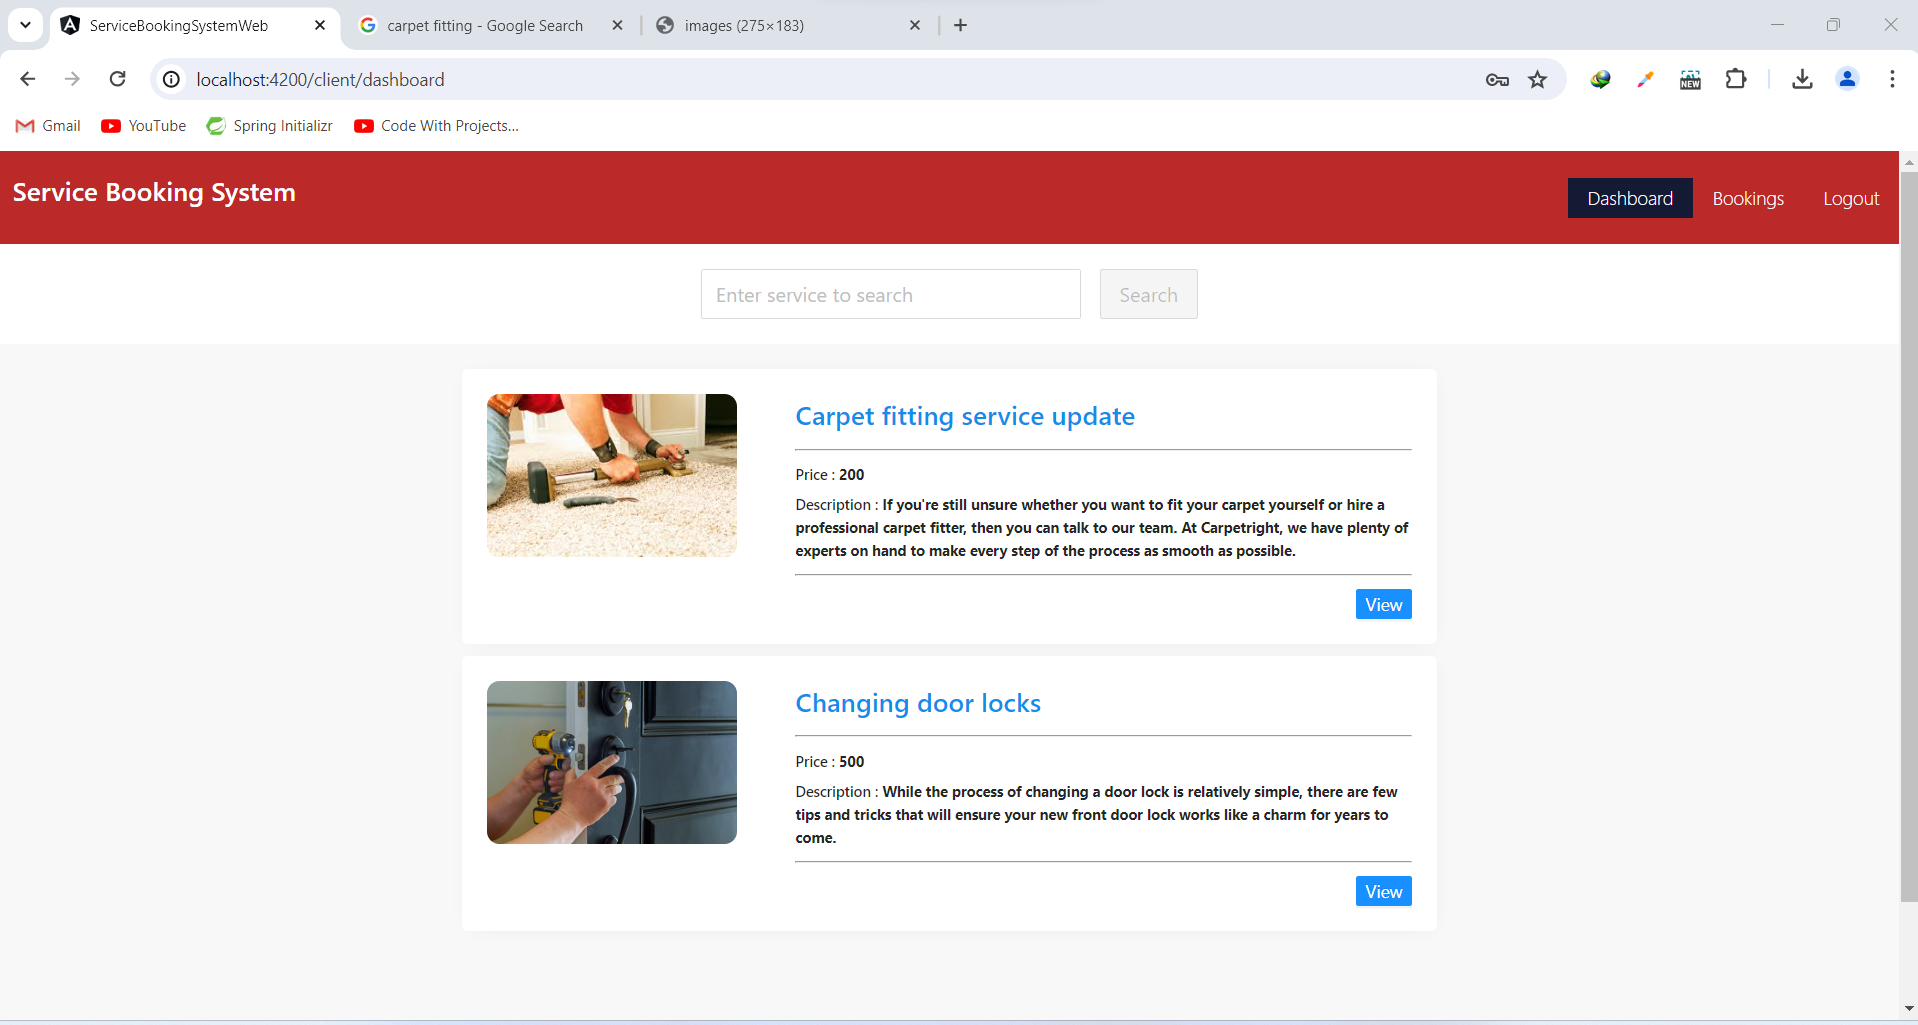 ServiceBookingSystemWeb
carpet fitting - Google Search
images (275×183)
localhost:4200/client/dashboard
NEW
Gmail
YouTube
Spring Initializr
Code With Projects...
Service Booking System
Dashboard
Bookings
Logout
Enter service to search
Search
Carpet fitting service update
Price : 200
Description : If you're still unsure whether you want to fit your carpet yourself or hire a
professional carpet fitter, then you can talk to our team. At Carpetright, we have plenty of
experts on hand to make every step of the process as smooth as possible.
View
Changing door locks
Price : 500
Description : While the process of changing a door lock is relatively simple, there are few
tips and tricks that will ensure your new front door lock works like a charm for years to
come.
View